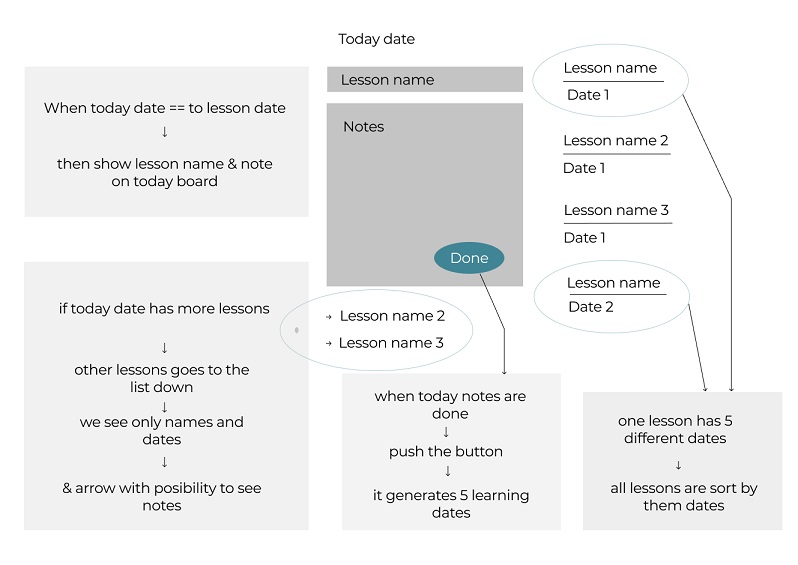 Today date
When today date == to lesson date
↓
then show lesson name & note
on today board
Lesson name
Notes
Done
Lesson name
Date 1
Lesson name 2
Date 1
Lesson name 3
Date 1
Lesson name
Date 2
if today date has more lessons
↓
other lessons goes to the
list down
↓
we see only names and
dates
↓
& arrow with posibility to see
notes
→ Lesson name 2
→ Lesson name 3
when today notes are
done
↓
push the button
↓
it generates 5 learning
dates
one lesson has 5
different dates
↓
all lessons are sort by
them dates